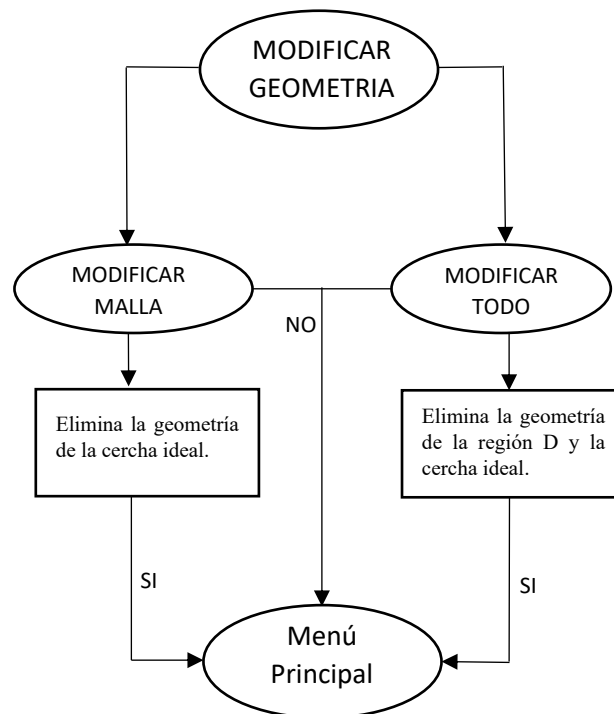 MODIFICAR
GEOMETRIA
MODIFICAR
MALLA
MODIFICAR
TODO
NO
Elimina la geometría
de la cercha ideal.
Elimina la geometría
de la región D y la
cercha ideal.
SI
SI
Menú
Principal